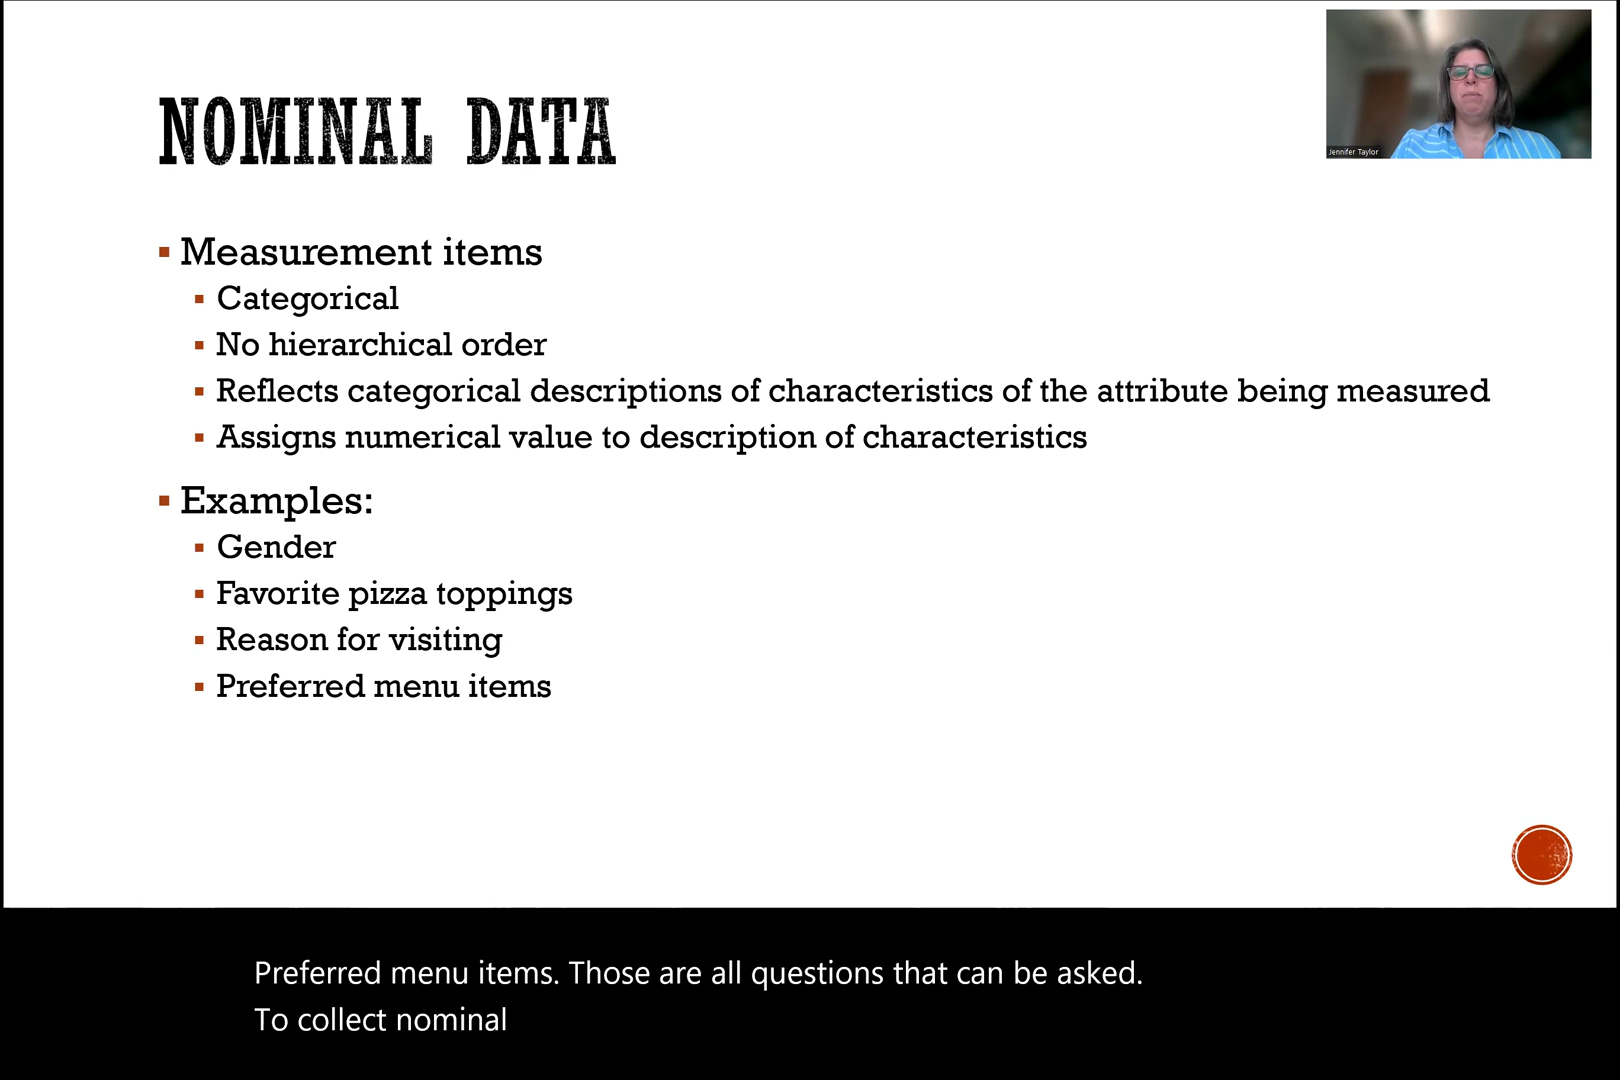 NOMINAL DATA
Jennifer Taylor
Measurement items
Categorical
No hierarchical order
Reflects categorical descriptions of characteristics of the attribute being measured
Assigns numerical value to description of characteristics
Examples:
Gender
Favorite pizza toppings
Reason for visiting
Preferred menu items
Preferred menu items. Those are all questions that can be asked.
To collect nominal